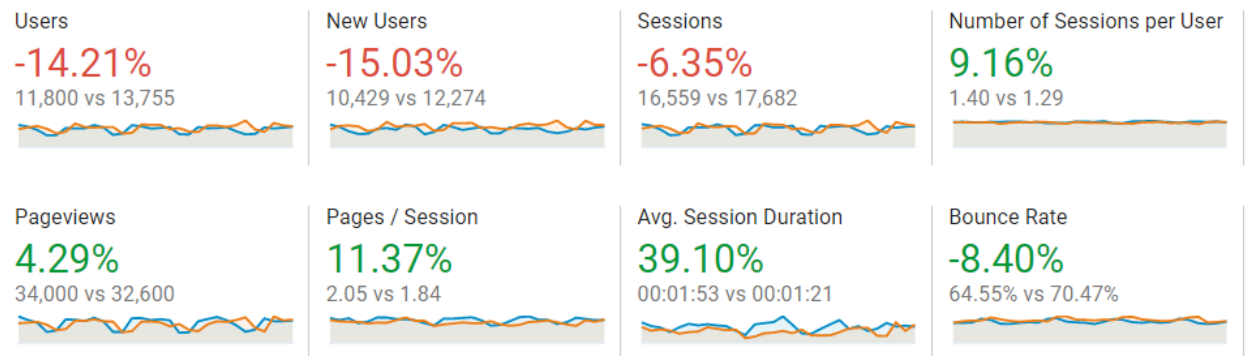 Users
-14.21%
11,800 vs 13,755
New Users
-15.03%
10,429 vs 12,274
Sessions
-6.35%
16,559 vs 17,682
Number of Sessions per User
9.16%
1.40 vs 1.29
Pageviews
4.29%
34,000 vs 32,600
Pages / Session
11.37%
2.05 vs 1.84
Avg. Session Duration
39.10%
00:01:53 vs 00:01:21
Bounce Rate
-8.40%
64.55% vs 70.47%